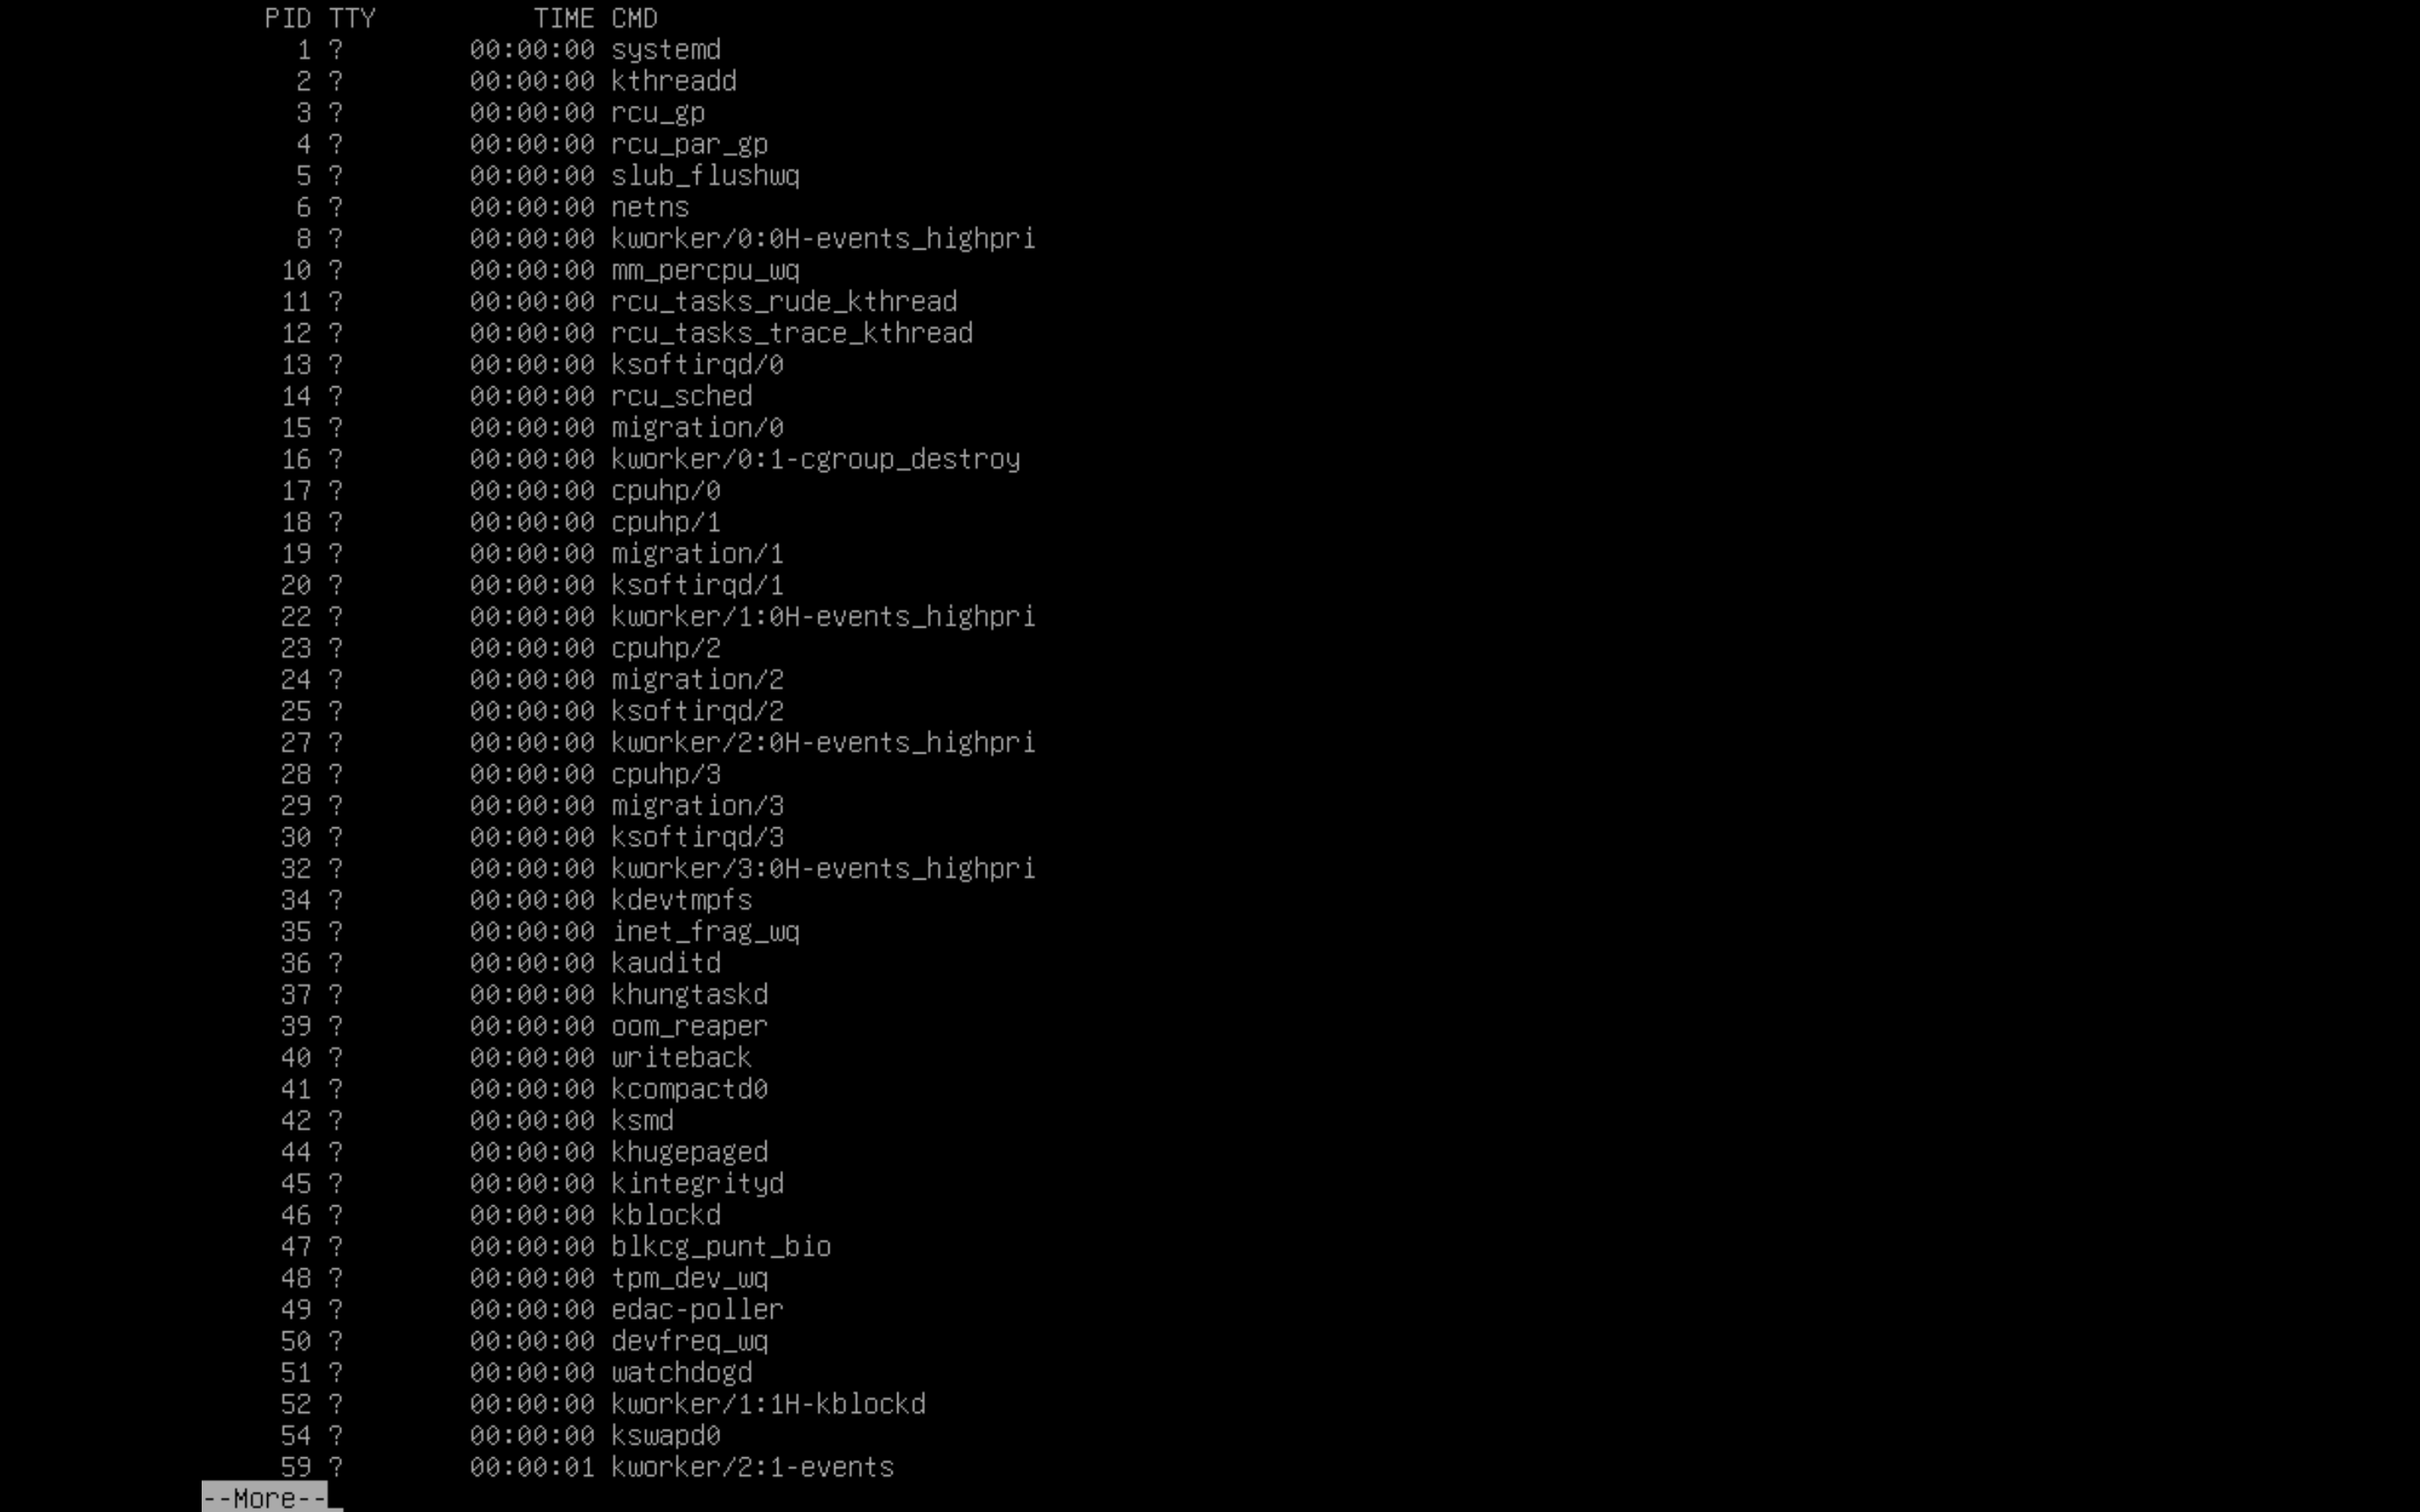 PID TTY          TIME CMD
1 ?        00:00:00 systemd
2 ?        00:00:00 kthreadd
3 ?        00:00:00 rcu_gp
4 ?        00:00:00 rcu_par_gp
5 ?        00:00:00 slub_flushwq
6 ?        00:00:00 netns
8 ?        00:00:00 kworker/0:0H-events_highpri
10 ?        00:00:00 mm_percpu_wq
11 ?        00:00:00 rcu_tasks_rude_kthread
12 ?        00:00:00 rcu_tasks_trace_kthread
13 ?        00:00:00 ksoftirqd/0
14 ?        00:00:00 rcu_sched
15 ?        00:00:00 migration/0
16 ?        00:00:00 kworker/0:1-cgroup_destroy
17 ?        00:00:00 cpuhp/0
18 ?        00:00:00 cpuhp/1
19 ?        00:00:00 migration/1
20 ?        00:00:00 ksoftirqd/1
22 ?        00:00:00 kworker/1:0H-events_highpri
23 ?        00:00:00 cpuhp/2
24 ?        00:00:00 migration/2
25 ?        00:00:00 ksoftirqd/2
27 ?        00:00:00 kworker/2:0H-events_highpri
28 ?        00:00:00 cpuhp/3
29 ?        00:00:00 migration/3
30 ?        00:00:00 ksoftirqd/3
32 ?        00:00:00 kworker/3:0H-events_highpri
34 ?        00:00:00 kdevtmpfs
35 ?        00:00:00 inet_frag_wq
36 ?        00:00:00 kauditd
37 ?        00:00:00 khungtaskd
39 ?        00:00:00 oom_reaper
40 ?        00:00:00 writeback
41 ?        00:00:00 kcompactd0
42 ?        00:00:00 ksmd
44 ?        00:00:00 khugepaged
45 ?        00:00:00 kintegrityd
46 ?        00:00:00 kblockd
47 ?        00:00:00 blkcg_punt_bio
48 ?        00:00:00 tpm_dev_wq
49 ?        00:00:00 edac-poller
50 ?        00:00:00 devfreq_wq
51 ?        00:00:00 watchdogd
52 ?        00:00:00 kworker/1:1H-kblockd
54 ?        00:00:00 kswapd0
59 ?        00:00:01 kworker/2:1-events
--More--